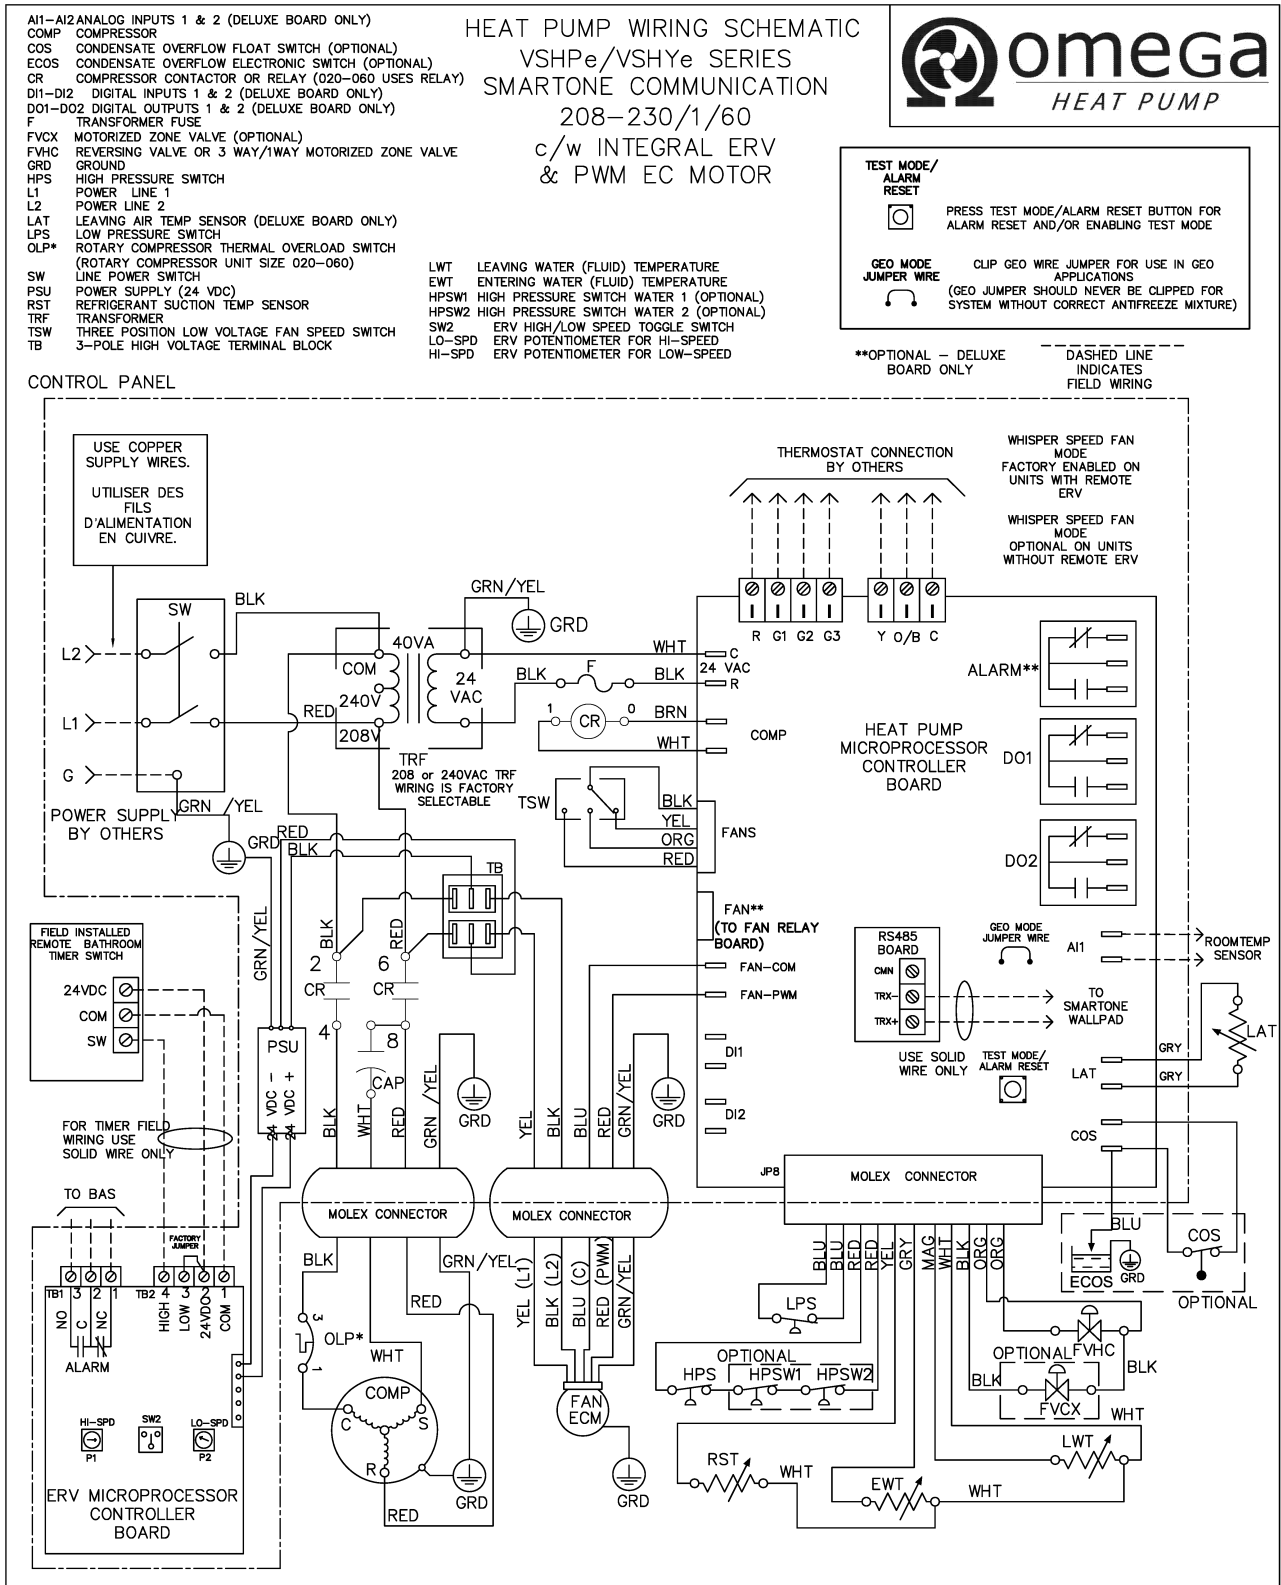 AI1-AI2 ANALOG INPUTS 1 & 2 (DELUXE BOARD ONLY)
COMP COMPRESSOR
COS CONDENSATE OVERFLOW FLOAT SWITCH (OPTIONAL)
ECOS CONDENSATE OVERFLOW ELECTRONIC SWITCH (OPTIONAL)
CR COMPRESSOR CONTACTOR OR RELAY (020-060 USES RELAY)
DI1-DI2 DIGITAL INPUTS 1 & 2 (DELUXE BOARD ONLY)
DO1-DO2 DIGITAL OUTPUTS 1 & 2 (DELUXE BOARD ONLY)
F TRANSFORMER FUSE
FVCX MOTORIZED ZONE VALVE (OPTIONAL)
FVHC REVERSING VALVE OR 3 WAY/1WAY MOTORIZED ZONE VALVE
GRD GROUND
HPS HIGH PRESSURE SWITCH
L1 POWER LINE 1
L2 POWER LINE 2
LAT LEAVING AIR TEMP SENSOR (DELUXE BOARD ONLY)
LPS LOW PRESSURE SWITCH
OLP* ROTARY COMPRESSOR THERMAL OVERLOAD SWITCH
(ROTARY COMPRESSOR UNIT SIZE 020-060)
SW LINE POWER SWITCH
PSU POWER SUPPLY (24 VDC)
RST REFRIGERANT SUCTION TEMP SENSOR
TRF TRANSFORMER
TSW THREE POSITION LOW VOLTAGE FAN SPEED SWITCH
TB 3-POLE HIGH VOLTAGE TERMINAL BLOCK
HEAT PUMP WIRING SCHEMATIC
VSHPe/VSHYe SERIES
SMARTONE COMMUNICATION
208-230/1/60
c/w INTEGRAL ERV
& PWM EC MOTOR
LWT LEAVING WATER (FLUID) TEMPERATURE
EWT ENTERING WATER (FLUID) TEMPERATURE
HPSW1 HIGH PRESSURE SWITCH WATER 1 (OPTIONAL)
HPSW2 HIGH PRESSURE SWITCH WATER 2 (OPTIONAL)
SW2 ERV HIGH/LOW SPEED TOGGLE SWITCH
LO-SPD ERV POTENTIOMETER FOR HI-SPEED
HI-SPD ERV POTENTIOMETER FOR LOW-SPEED
omeGa
HEAT PUMP
TEST MODE/
ALARM
RESET
PRESS TEST MODE/ALARM RESET BUTTON FOR
ALARM RESET AND/OR ENABLING TEST MODE
GEO MODE
JUMPER WIRE
CLIP GEO WIRE JUMPER FOR USE IN GEO
APPLICATIONS
(GEO JUMPER SHOULD NEVER BE CLIPPED FOR
SYSTEM WITHOUT CORRECT ANTIFREEZE MIXTURE)
**OPTIONAL - DELUXE
BOARD ONLY
DASHED LINE
INDICATES
FIELD WIRING
CONTROL PANEL
USE COPPER
SUPPLY WIRES.
UTILISER DES
FILS
D'ALIMENTATION
EN CUIVRE.
THERMOSTAT CONNECTION
BY OTHERS
WHISPER SPEED FAN
MODE
FACTORY ENABLED ON
UNITS WITH REMOTE
ERV
WHISPER SPEED FAN
MODE
OPTIONAL ON UNITS
WITHOUT REMOTE ERV
R G1 G2 G3 Y O/B C
SW
BLK
GRN/YEL
GRD
L2
L1
G
40VA
COM
240V
208V
24
VAC
RED
TRF
208 or 240VAC TRF
WIRING IS FACTORY
SELECTABLE
WHT
C
24 VAC
R
BLK
F
BLK
1
CR
0
BRN
WHT
COMP
HEAT PUMP
MICROPROCESSOR
CONTROLLER
BOARD
ALARM**
DO1
DO2
TSW
BLK
YEL
ORG
RED
FANS
POWER SUPPLY
BY OTHERS
GRN /YEL
GRD
RED
BLK
TB
FAN**
(TO FAN RELAY
BOARD)
FAN-COM
FAN-PWM
DI1
DI2
RS485
BOARD
CMN
TRX-
TRX+
USE SOLID
WIRE ONLY
TO
SMARTONE
WALLPAD
GEO MODE
JUMPER WIRE
AI1
ROOMTEMP
SENSOR
TEST MODE/
ALARM RESET
LAT
GRY
GRY
LAT
COS
FIELD INSTALLED
REMOTE BATHROOM
TIMER SWITCH
24VDC
COM
SW
GRN/YEL
BLK
RED
2
6
CR
CR
4
8
CAP
PSU
24 VDC -
24 VDC +
BLK
WHT
RED
GRN /YEL
GRD
YEL
BLK
BLU
RED
GRN/YEL
GRD
FOR TIMER FIELD
WIRING USE
SOLID WIRE ONLY
TO BAS
FACTORY
JUMPER
MOLEX CONNECTOR
MOLEX CONNECTOR
JP8
MOLEX CONNECTOR
BLK
GRN/YEL
RED
YEL (L1)
BLK (L2)
BLU (C)
RED (PWM)
GRN/YEL
BLU
BLU
RED
RED
YEL
GRY
MAG
WHT
BLK
ORG
ORG
BLU
ECOS
GRD
COS
OPTIONAL
TB1 3 2 1
TB2 4 3 2 1
NO
C
NC
HIGH
LOW
24VDC
COM
ALARM
HI-SPD
P1
SW2
LO-SPD
P2
ERV MICROPROCESSOR
CONTROLLER
BOARD
3
OLP*
1
WHT
COMP
C
S
R
RED
GRD
FAN
ECM
GRD
LPS
OPTIONAL
HPS
HPSW1
HPSW2
FVHC
OPTIONAL
BLK
BLK
FVCX
WHT
RST
WHT
EWT
WHT
LWT